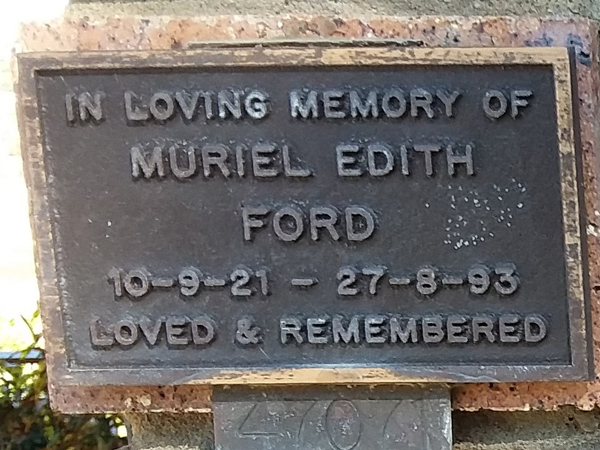 IN LOVING MEMORY OF
MURIEL EDITH
FORD
10-9-21 - 27-8-93
LOVED & REMEMBERED